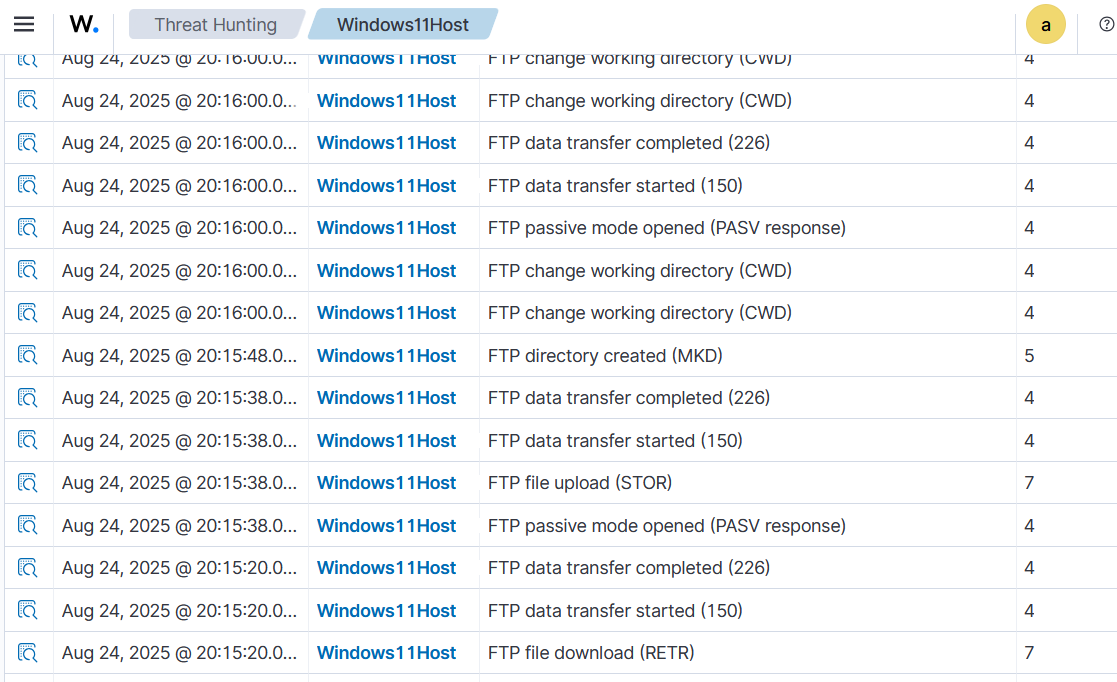 W. Threat Hunting Windows11Host a
Aug 24, 2025 @ 20:16:00.0... Windows11Host FTP change working directory (CWD) 4
Aug 24, 2025 @ 20:16:00.0... Windows11Host FTP change working directory (CWD) 4
Aug 24, 2025 @ 20:16:00.0... Windows11Host FTP data transfer completed (226) 4
Aug 24, 2025 @ 20:16:00.0... Windows11Host FTP data transfer started (150) 4
Aug 24, 2025 @ 20:16:00.0... Windows11Host FTP passive mode opened (PASV response) 4
Aug 24, 2025 @ 20:16:00.0... Windows11Host FTP change working directory (CWD) 4
Aug 24, 2025 @ 20:16:00.0... Windows11Host FTP change working directory (CWD) 4
Aug 24, 2025 @ 20:15:48.0... Windows11Host FTP directory created (MKD) 5
Aug 24, 2025 @ 20:15:38.0... Windows11Host FTP data transfer completed (226) 4
Aug 24, 2025 @ 20:15:38.0... Windows11Host FTP data transfer started (150) 4
Aug 24, 2025 @ 20:15:38.0... Windows11Host FTP file upload (STOR) 7
Aug 24, 2025 @ 20:15:38.0... Windows11Host FTP passive mode opened (PASV response) 4
Aug 24, 2025 @ 20:15:20.0... Windows11Host FTP data transfer completed (226) 4
Aug 24, 2025 @ 20:15:20.0... Windows11Host FTP data transfer started (150) 4
Aug 24, 2025 @ 20:15:20.0... Windows11Host FTP file download (RETR) 7